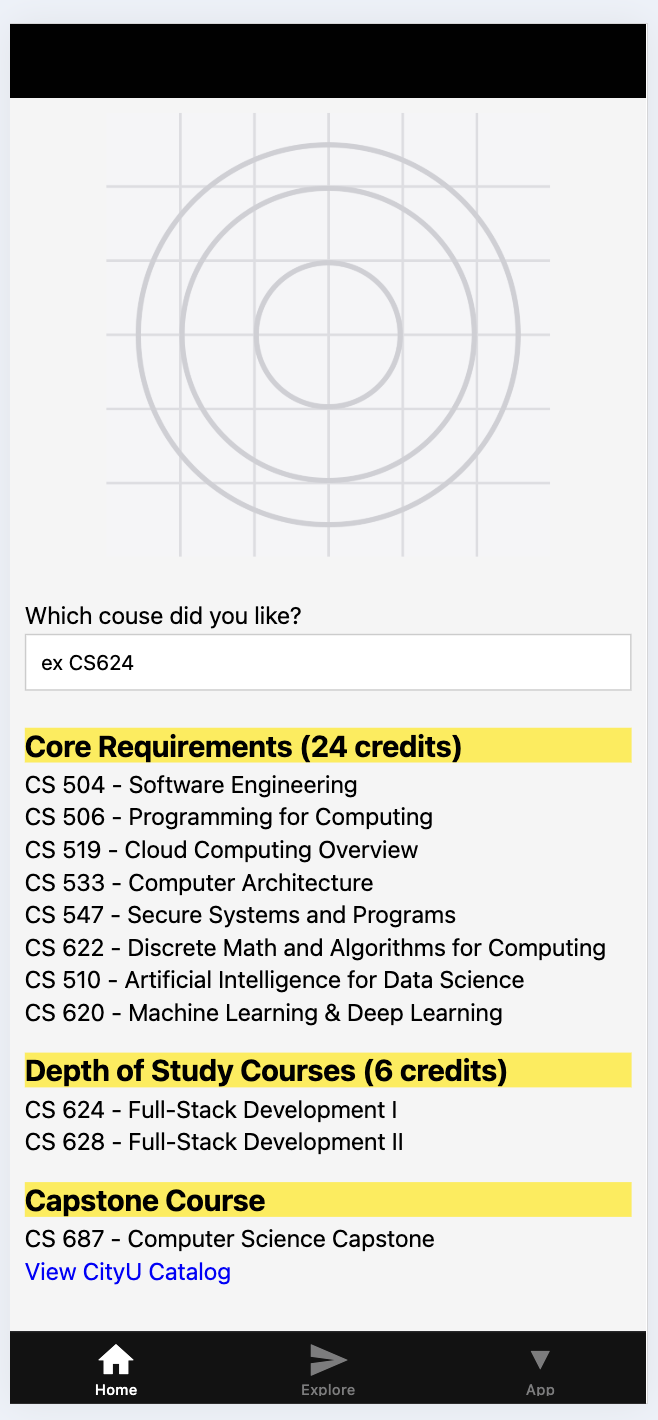 Which couse did you like?
ex CS624
Core Requirements (24 credits)
CS 504 - Software Engineering
CS 506 - Programming for Computing
CS 519 - Cloud Computing Overview
CS 533 - Computer Architecture
CS 547 - Secure Systems and Programs
CS 622 - Discrete Math and Algorithms for Computing
CS 510 - Artificial Intelligence for Data Science
CS 620 - Machine Learning & Deep Learning
Depth of Study Courses (6 credits)
CS 624 - Full-Stack Development I
CS 628 - Full-Stack Development II
Capstone Course
CS 687 - Computer Science Capstone
View CityU Catalog
Home Explore App